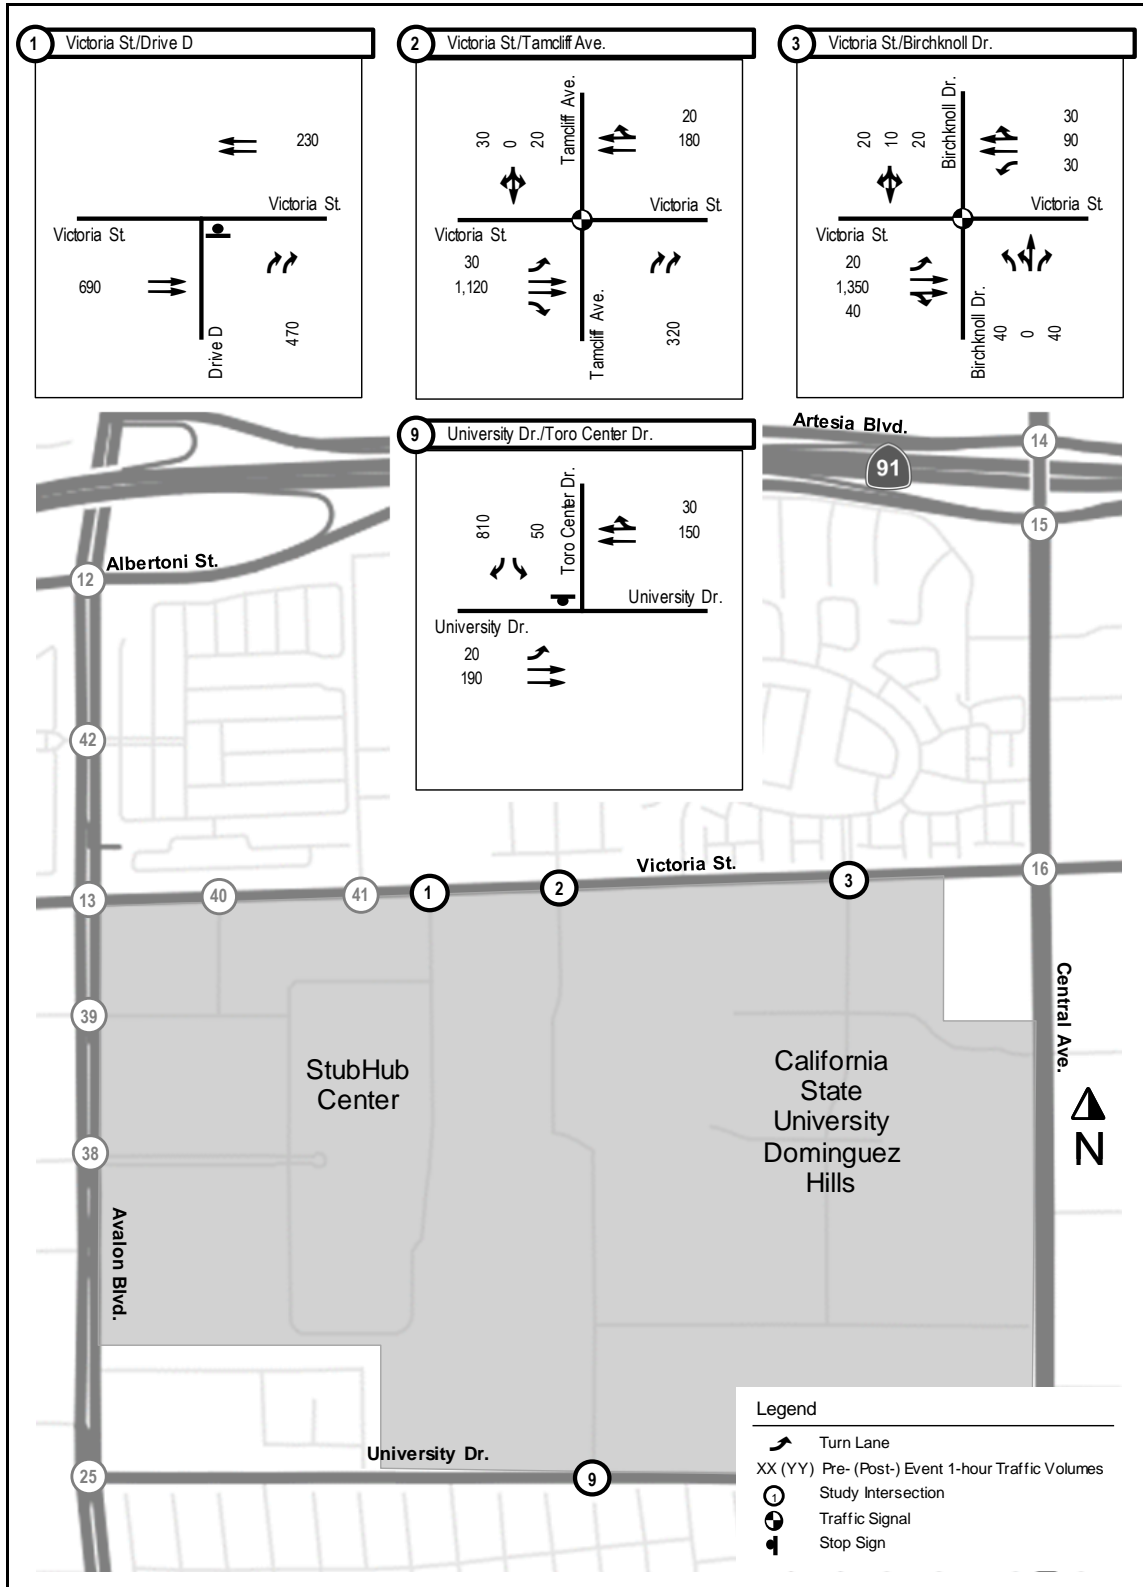 1 Victoria St./Drive D
230
Victoria St.
Victoria St.
690
Drive D
470
2 Victoria St./Tamcliff Ave.
30 0 20
Tamcliff Ave.
20
180
Victoria St.
Victoria St.
30
1,120
Tamcliff Ave.
320
3 Victoria St./Birchknoll Dr.
20 10 20
Birchknoll Dr.
30
90
30
Victoria St.
Victoria St.
20
1,350
40
Birchknoll Dr.
40 0 40
9 University Dr./Toro Center Dr.
810 50
Toro Center Dr.
30
150
University Dr.
University Dr.
20
190
Artesia Blvd.
14
91
15
Albertoni St.
12
42
Victoria St.
13
40
41
1
2
3
16
39
Central Ave.
StubHub
Center
California
State
University
Dominguez
Hills
N
38
Avalon Blvd.
University Dr.
25
9
Legend
Turn Lane
XX (YY) Pre- (Post-) Event 1-hour Traffic Volumes
1 Study Intersection
Traffic Signal
Stop Sign